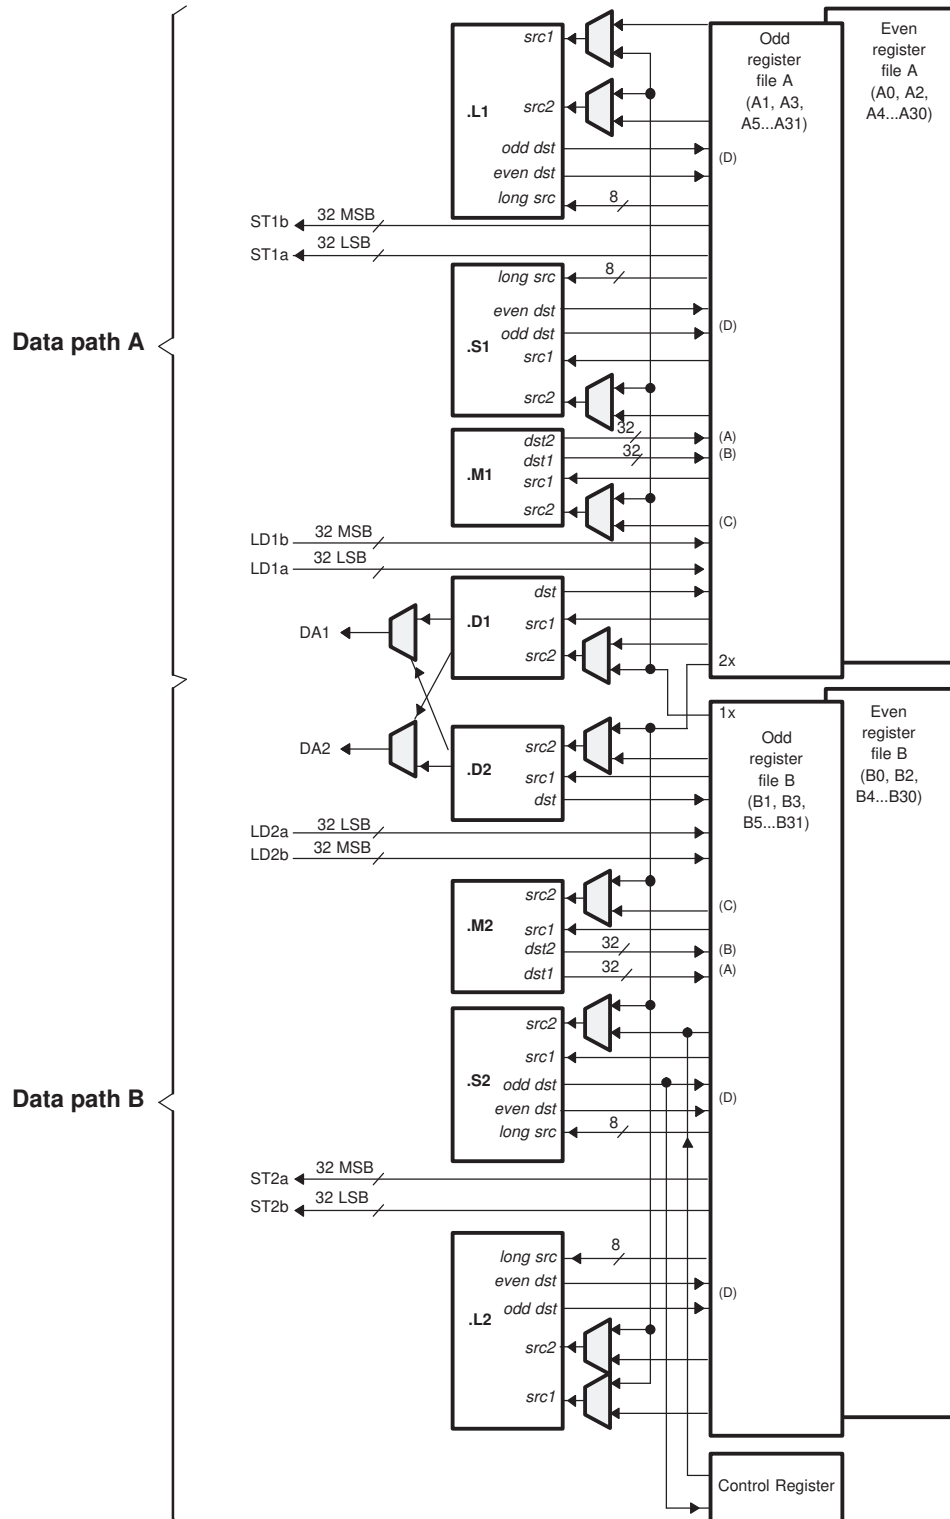 Even
register
file A
(A0, A2,
A4...A30)
Odd
register
file A
(A1, A3,
A5...A31)
src1
.L1
src2
odd dst
(D)
even dst
long src
8
ST1b
32 MSB
ST1a
32 LSB
long src
8
even dst
(D)
odd dst
Data path A
.S1
src1
src2
32
dst2
(A)
32
dst1
(B)
.M1
src1
src2
(C)
LD1b
32 MSB
LD1a
32 LSB
dst
.D1
src1
DA1
src2
2x
1x
Even
register
file B
(B0, B2,
B4...B30)
Odd
register
file B
(B1, B3,
B5...B31)
DA2
src2
.D2
src1
dst
LD2a
32 LSB
LD2b
32 MSB
src2
(C)
.M2
src1
dst2
32
(B)
dst1
32
(A)
src2
src1
.S2
odd dst
Data path B
(D)
even dst
long src
8
ST2a
32 MSB
ST2b
32 LSB
long src
8
even dst
(D)
odd dst
.L2
src2
src1
Control Register